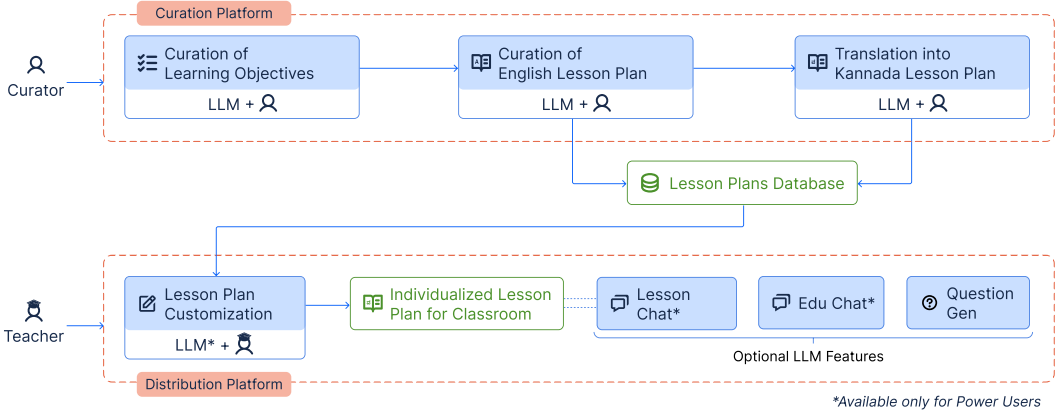 Curation Platform
Curator
Curation of
Learning Objectives
LLM +
Curation of
English Lesson Plan
LLM +
Translation into
Kannada Lesson Plan
LLM +
Lesson Plans Database
Teacher
Lesson Plan
Customization
LLM* +
Individualized Lesson
Plan for Classroom
Lesson
Chat*
Edu Chat*
Question
Gen
Optional LLM Features
Distribution Platform
*Available only for Power Users